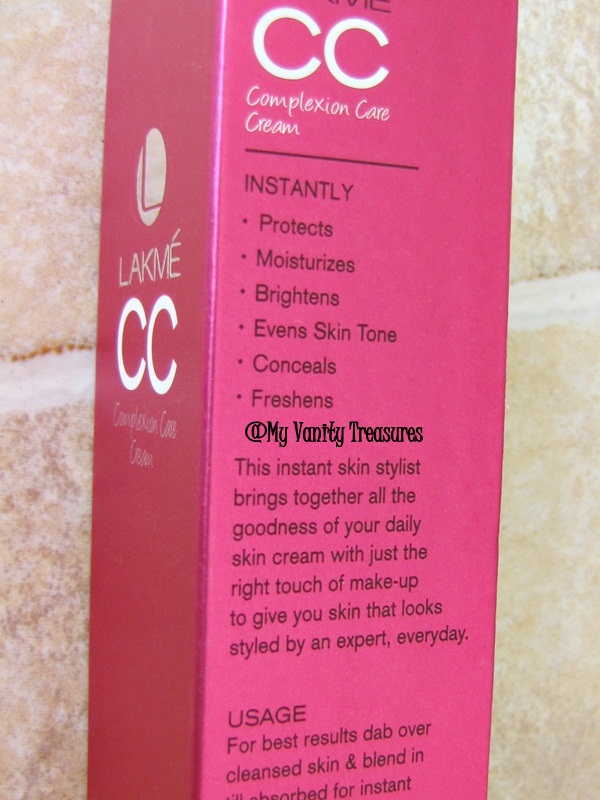 LAKMÉ
CC
Complexion Care
Cream
LAKMÉ
CC
Complexion Care
Cream
INSTANTLY
• Protects
• Moisturizes
• Brightens
• Evens Skin Tone
• Conceals
• Freshens
@My Vanity Treasures
This instant skin stylist
brings together all the
goodness of your daily
skin cream with just the
right touch of make-up
to give you skin that looks
styled by an expert, everyday.
USAGE
For best results dab over
cleansed skin & blend in
till absorbed for instant